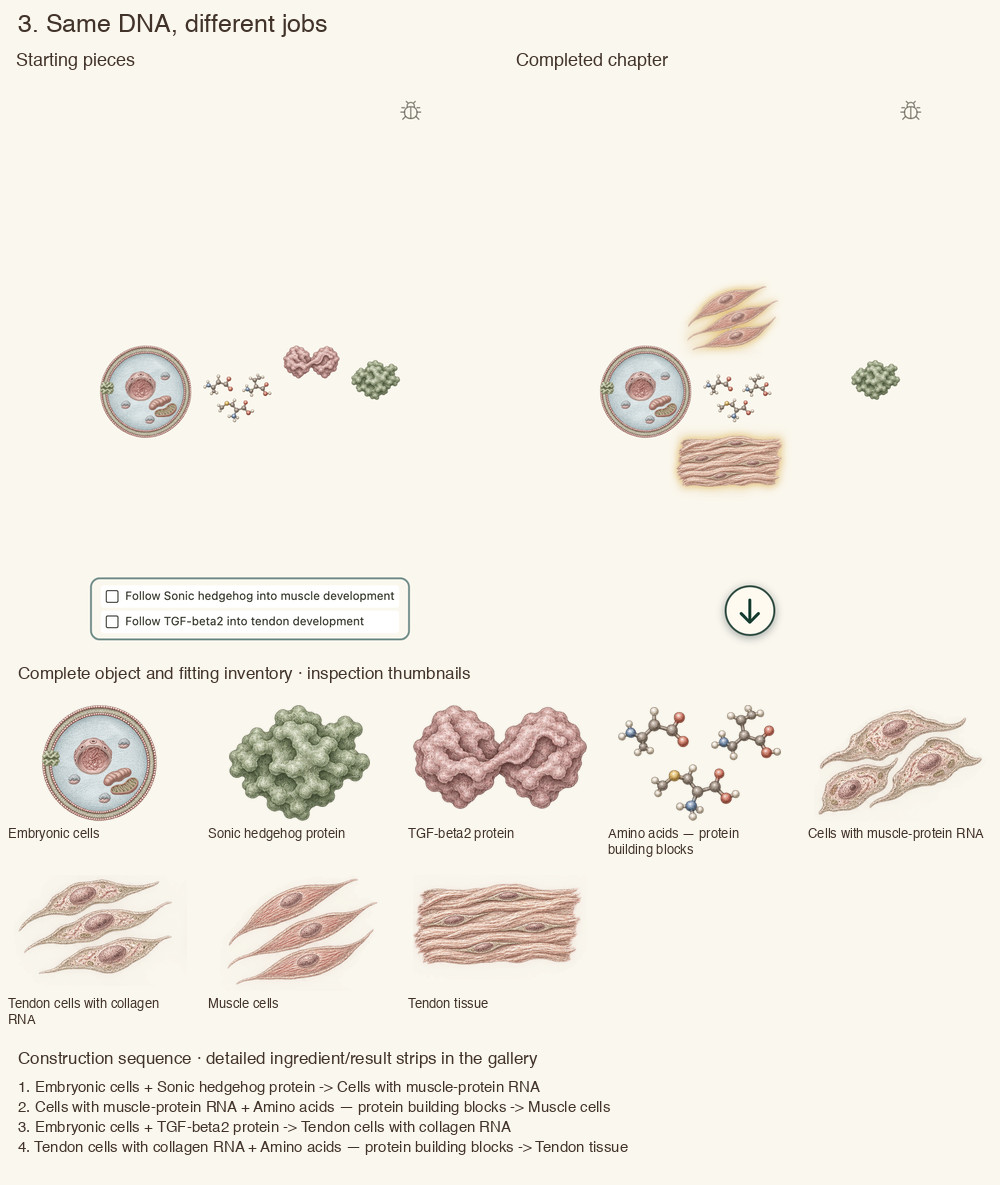 3. Same DNA, different jobs
Starting pieces
Completed chapter
Follow Sonic hedgehog into muscle development
Follow TGF-beta2 into tendon development
Complete object and fitting inventory · inspection thumbnails
Embryonic cells
Sonic hedgehog protein
TGF-beta2 protein
Amino acids — protein
building blocks
Cells with muscle-protein RNA
Tendon cells with collagen
RNA
Muscle cells
Tendon tissue
Construction sequence · detailed ingredient/result strips in the gallery
1. Embryonic cells + Sonic hedgehog protein -> Cells with muscle-protein RNA
2. Cells with muscle-protein RNA + Amino acids — protein building blocks -> Muscle cells
3. Embryonic cells + TGF-beta2 protein -> Tendon cells with collagen RNA
4. Tendon cells with collagen RNA + Amino acids — protein building blocks -> Tendon tissue